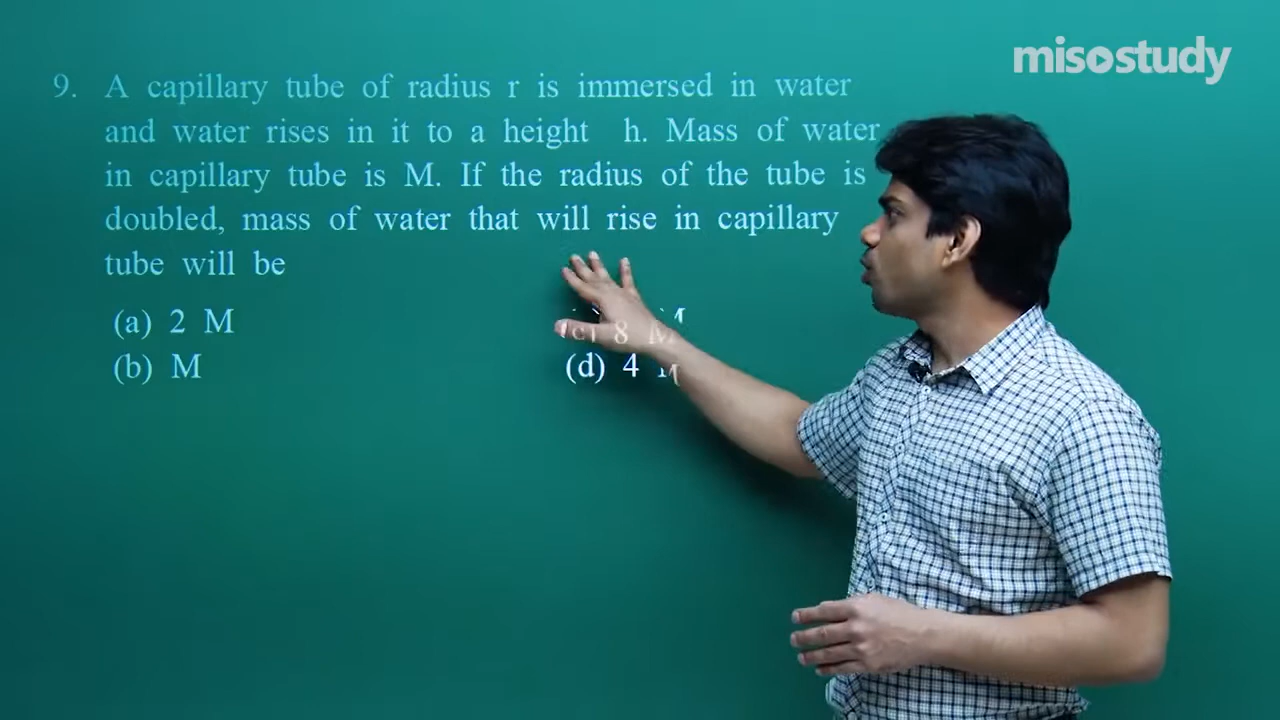 misostudy
9. A capillary tube of radius r is immersed in water
and water rises in it to a height h. Mass of water
in capillary tube is M. If the radius of the tube is
doubled, mass of water that will rise in capillary
tube will be
(a) 2 M
(c) 8 M
(b) M
(d) 4 M